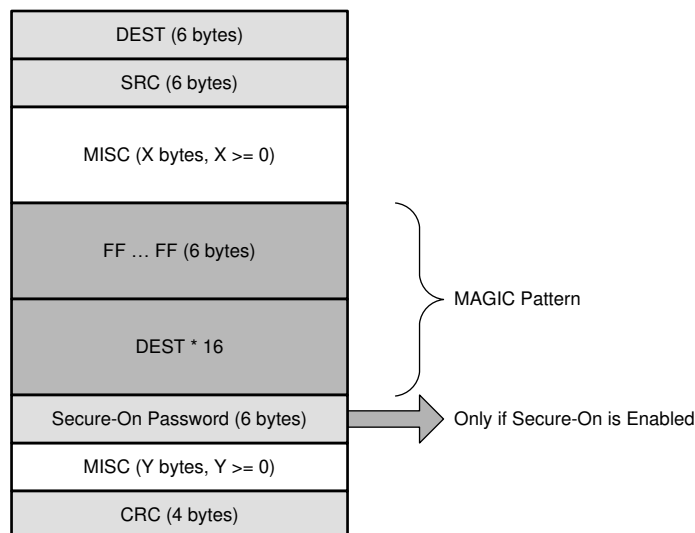 DEST (6 bytes)
SRC (6 bytes)
MISC (X bytes, X >= 0)
FF … FF (6 bytes)
MAGIC Pattern
DEST * 16
Secure-On Password (6 bytes)
Only if Secure-On is Enabled
MISC (Y bytes, Y >= 0)
CRC (4 bytes)